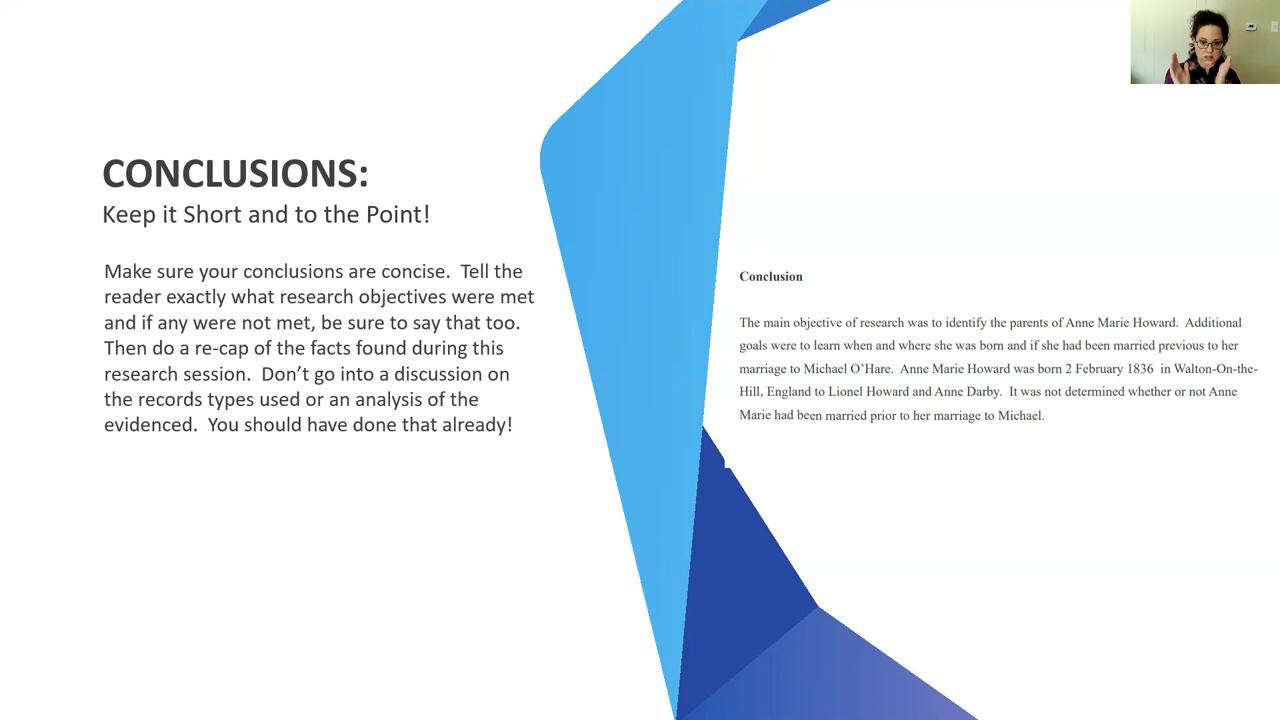 CONCLUSIONS:
Keep it Short and to the Point!
Make sure your conclusions are concise.  Tell the
reader exactly what research objectives were met
and if any were not met, be sure to say that too.
Then do a re-cap of the facts found during this
research session.  Don’t go into a discussion on
the records types used or an analysis of the
evidenced.  You should have done that already!
Conclusion
The main objective of research was to identify the parents of Anne Marie Howard.  Additional
goals were to learn when and where she was born and if she had been married previous to her
marriage to Michael O’Hare.  Anne Marie Howard was born 2 February 1836  in Walton-On-the-
Hill, England to Lionel Howard and Anne Darby.  It was not determined whether or not Anne
Marie had been married prior to her marriage to Michael.